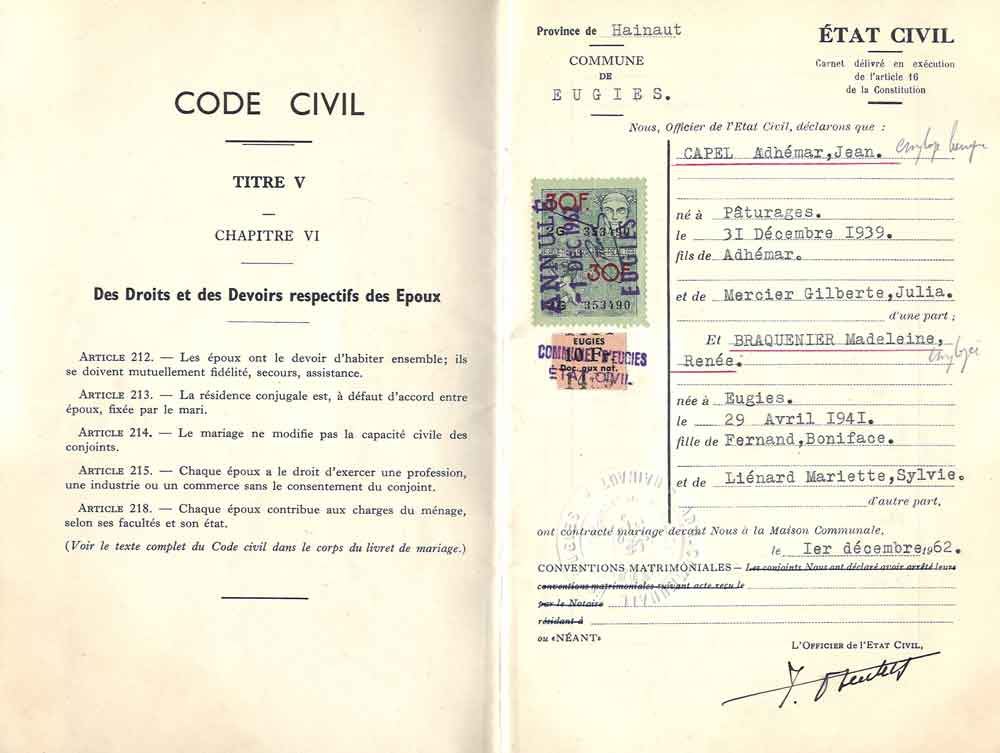 CODE CIVIL
TITRE V
CHAPITRE VI
Des Droits et des Devoirs respectifs des Epoux
ARTICLE 212. — Les époux ont le devoir d'habiter ensemble; ils
se doivent mutuellement fidélité, secours, assistance.
ARTICLE 213. — La résidence conjugale est, à défaut d'accord entre
époux, fixée par le mari.
ARTICLE 214. — Le mariage ne modifie pas la capacité civile des
conjoints.
ARTICLE 215. — Chaque époux a le droit d'exercer une profession,
une industrie ou un commerce sans le consentement du conjoint.
ARTICLE 218. — Chaque époux contribue aux charges du ménage,
selon ses facultés et son état.
(Voir le texte complet du Code civil dans le corps du livret de mariage.)
Province de Hainaut
COMMUNE
DE
EUGIES.
ÉTAT CIVIL
Carnet délivré en exécution
de l'article 16
de la Constitution
Nous, Officier de l'Etat Civil, déclarons que :
CAPEL Adhémar,Jean.
né à Pâturages.
le 31 Décembre 1939.
fils de Adhémar.
et de Mercier Gilberte,Julia.
d'une part ;
Et BRAQUENIER Madeleine,
Renée.
née à Eugies.
le 29 Avril 1941.
fille de Fernand,Boniface.
et de Liénard Mariette,Sylvie.
d'autre part,
30F.
2G 353490
30F
2G 353490
ANNULÉ
-1 DEC 1962
EUGIES
EUGIES
10 Fr.
Doc. aux nat.
COMMUNE D'EUGIES
ÉTAT-CIVIL
ont contracté mariage devant Nous à la Maison Communale,
le 1er décembre 1962.
CONVENTIONS MATRIMONIALES — Les conjoints Nous ont déclaré avoir arrêté leurs
conventions matrimoniales suivant acte reçu le
par le Notaire
résidant à
ou «NÉANT»
L'OFFICIER de l'ETAT CIVIL,